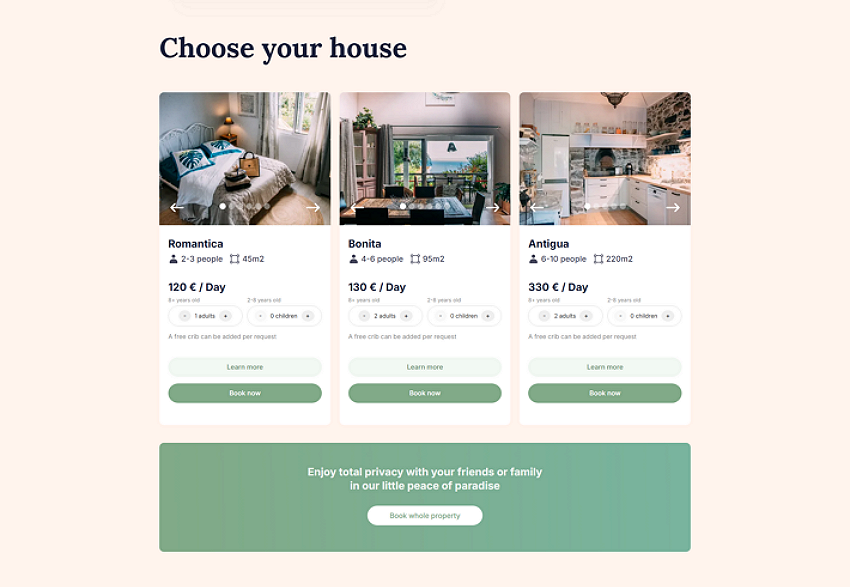 Choose your house
Romantica
2-3 people 45m2
120 € / Day
8+ years old 2-8 years old
- 1 adults + - 0 children +
A free crib can be added per request
Learn more
Book now
Bonita
4-6 people 95m2
130 € / Day
8+ years old 2-8 years old
- 2 adults + - 0 children +
A free crib can be added per request
Learn more
Book now
Antigua
6-10 people 220m2
330 € / Day
8+ years old 2-8 years old
- 2 adults + - 0 children +
A free crib can be added per request
Learn more
Book now
Enjoy total privacy with your friends or family
in our little peace of paradise
Book whole property